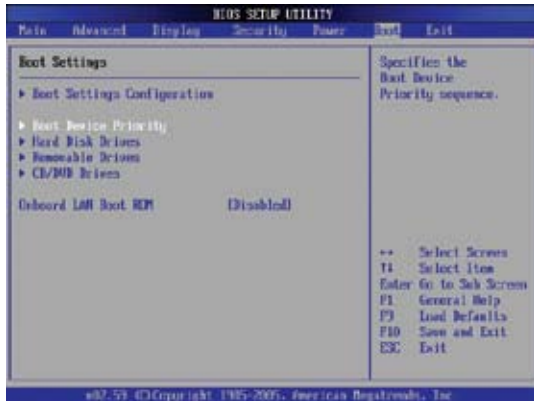 BIOS SETUP UTILITY
Main Advanced Display Security Power Boot Exit
Boot Settings
Boot Settings Configuration
Boot Device Priority
Hard Disk Drives
Removable Drives
CD/DVD Drives
Onboard LAN Boot ROM [Disabled]
Specifies the
Boot Device
Priority sequence.
↔ Select Screen
↑↓ Select Item
Enter Go to Sub Screen
F1 General Help
F9 Load Defaults
F10 Save and Exit
ESC Exit
v02.59 (C)Copyright 1985-2005, American Megatrends, Inc